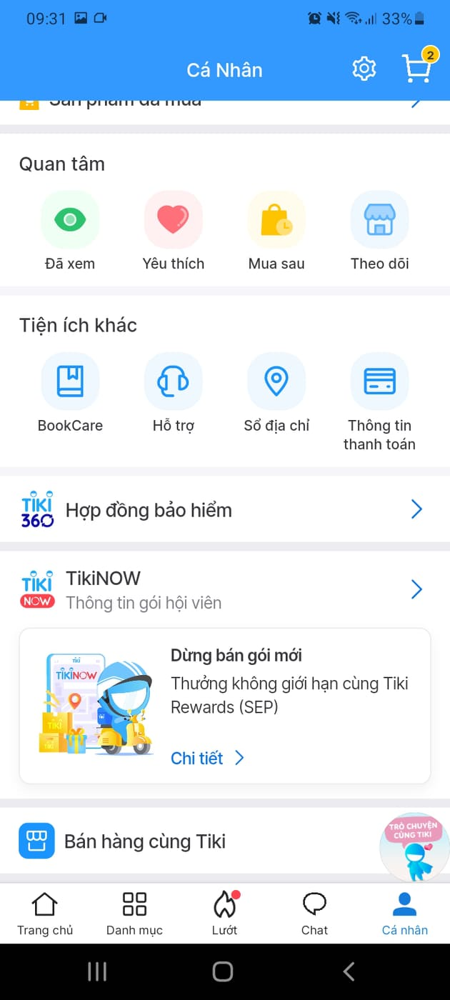 09:31
33%
Cá Nhân
2
Sản phẩm đã mua
Quan tâm
Đã xem
Yêu thích
Mua sau
Theo dõi
Tiện ích khác
BookCare
Hỗ trợ
Sổ địa chỉ
Thông tin
thanh toán
TIKI
360
Hợp đồng bảo hiểm
TIKI
NOW
TikiNOW
Thông tin gói hội viên
TIKI
TIKINOW
TIKI
TIKI
Dừng bán gói mới
Thưởng không giới hạn cùng Tiki
Rewards (SEP)
Chi tiết
Bán hàng cùng Tiki
TRÒ CHUYỆN
CÙNG TIKI
Trang chủ
Danh mục
Lướt
Chat
Cá nhân